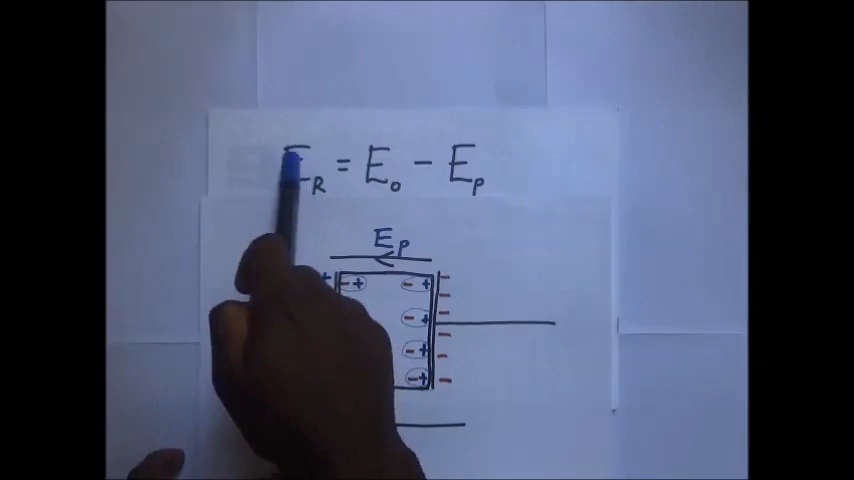 E_R = E_o - E_p
E_p
+ - + - + -
- + -
- + -
- + -